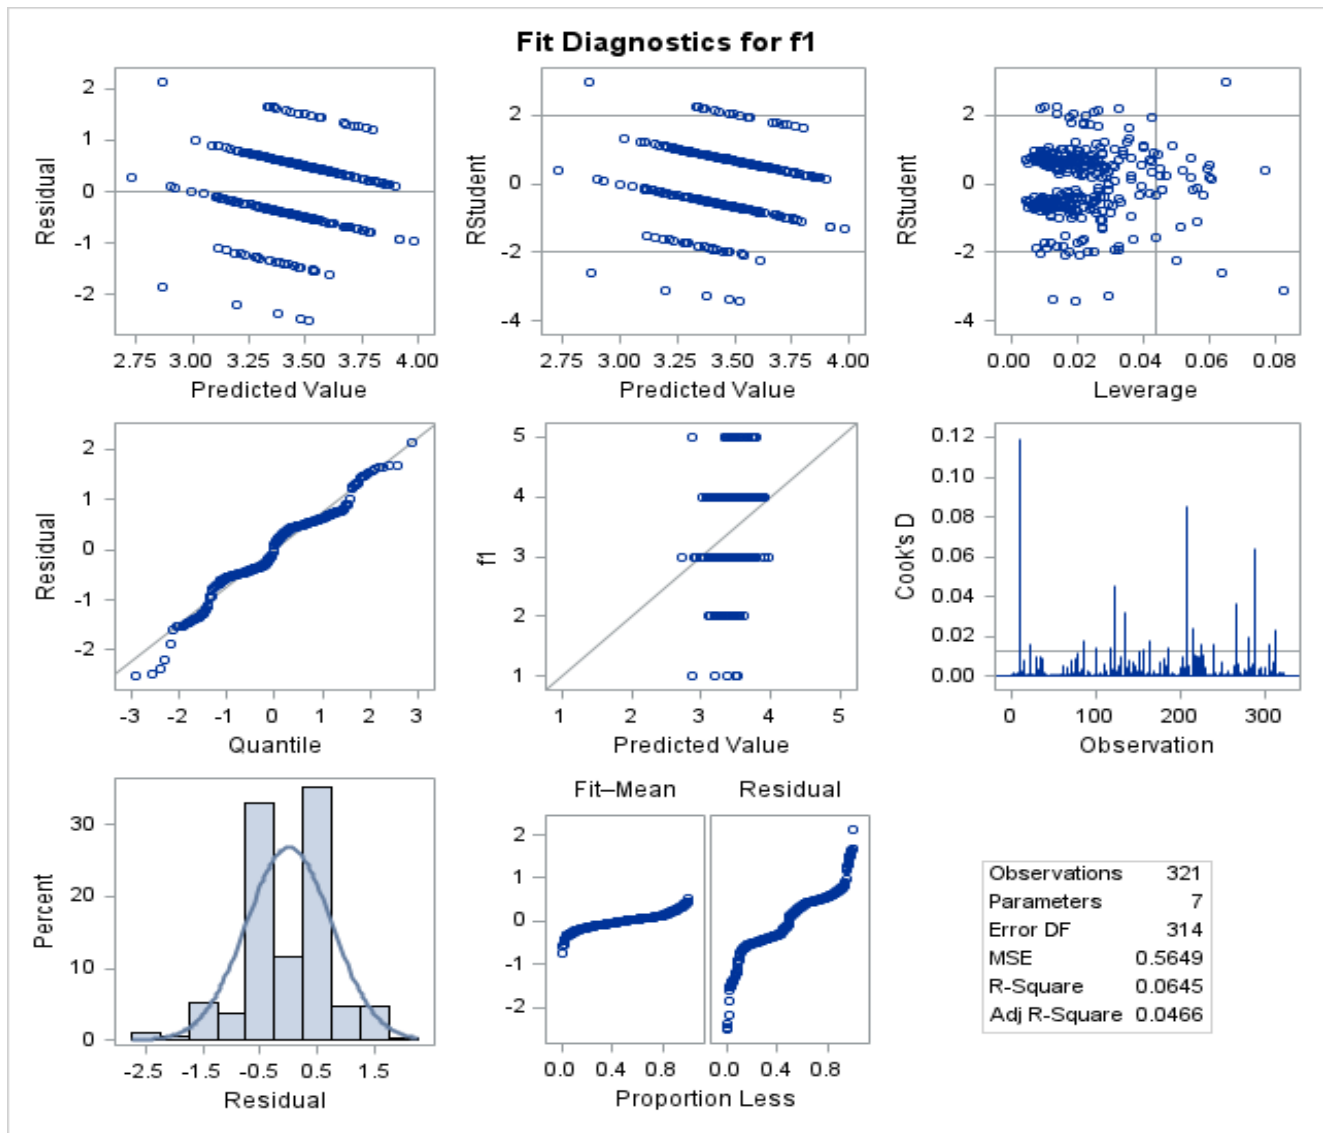 Fit Diagnostics for f1
2
1
0
-1
-2
Residual
2.75 3.00 3.25 3.50 3.75 4.00
Predicted Value
2
0
-2
-4
RStudent
2.75 3.00 3.25 3.50 3.75 4.00
Predicted Value
2
0
-2
-4
RStudent
0.00 0.02 0.04 0.06 0.08
Leverage
2
1
0
-1
-2
Residual
-3 -2 -1 0 1 2 3
Quantile
5
4
3
2
1
f1
1 2 3 4 5
Predicted Value
0.12
0.10
0.08
0.06
0.04
0.02
0.00
Cook's D
0 100 200 300
Observation
30
20
10
0
Percent
-2.5 -1.5 -0.5 0.5 1.5
Residual
Fit–Mean Residual
2
1
0
-1
-2
0.0 0.4 0.8 0.0 0.4 0.8
Proportion Less
Observations 321
Parameters 7
Error DF 314
MSE 0.5649
R-Square 0.0645
Adj R-Square 0.0466